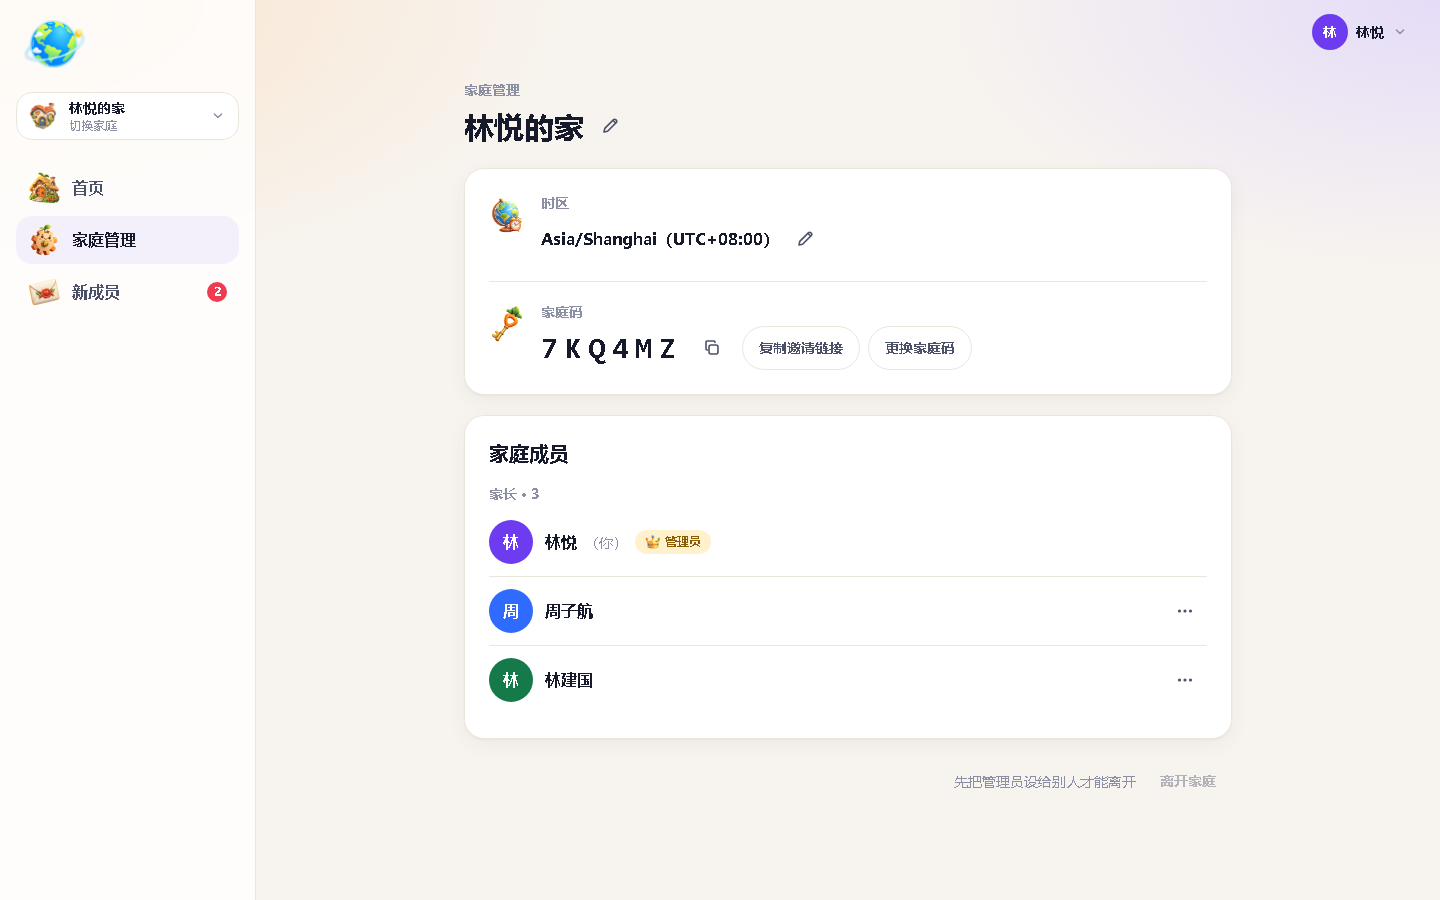 林悦的家
切换家庭
首页
家庭管理
新成员
2
林
林悦
家庭管理
林悦的家
时区
Asia/Shanghai（UTC+08:00）
家庭码
7KQ4MZ
复制邀请链接
更换家庭码
家庭成员
家长 • 3
林
林悦
（你）
管理员
周
周子航
林
林建国
先把管理员设给别人才能离开
离开家庭